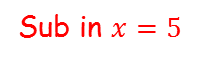 Sub in x = 5